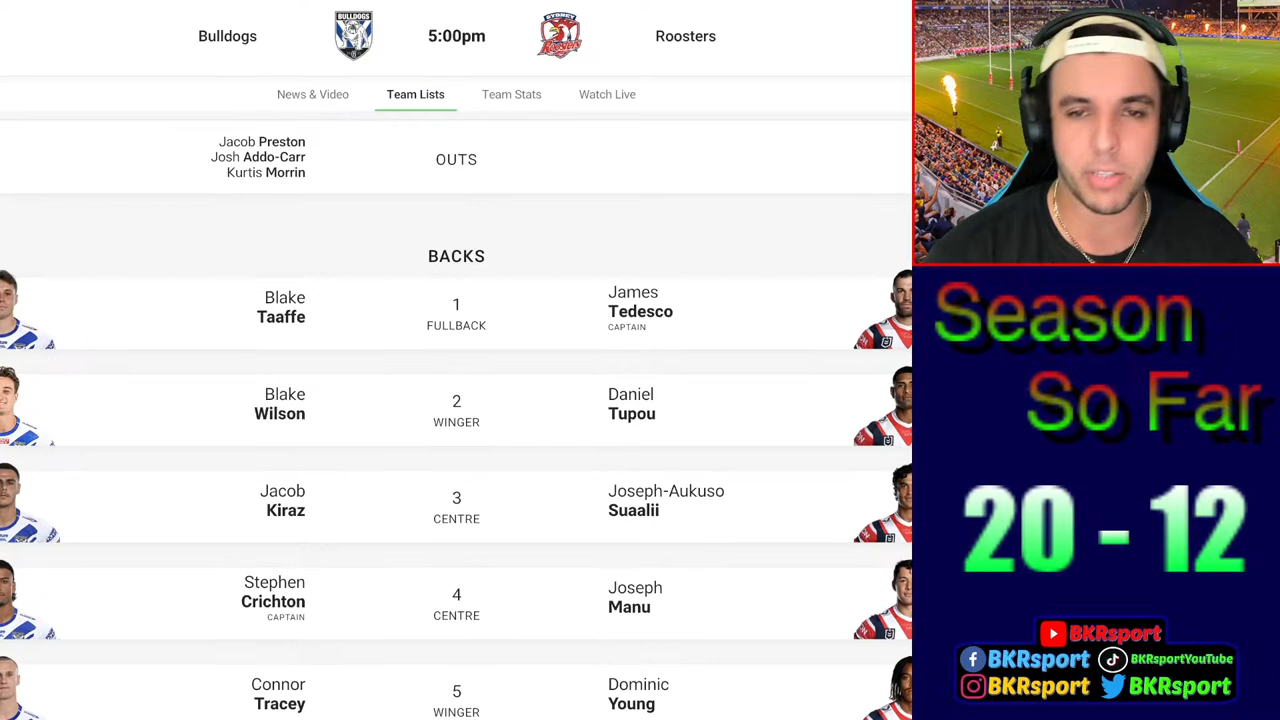 Bulldogs 5:00pm Roosters
News & Video Team Lists Team Stats Watch Live
Jacob Preston
Josh Addo-Carr
Kurtis Morrin
OUTS
BACKS
Blake
Taaffe
1
FULLBACK
James
Tedesco
CAPTAIN
Blake
Wilson
2
WINGER
Daniel
Tupou
Jacob
Kiraz
3
CENTRE
Joseph-Aukuso
Suaalii
Stephen
Crichton
CAPTAIN
4
CENTRE
Joseph
Manu
Connor
Tracey
5
WINGER
Dominic
Young
Season
So Far
20 - 12
BKRsport
BKRsport BKRsportYouTube
BKRsport BKRsport